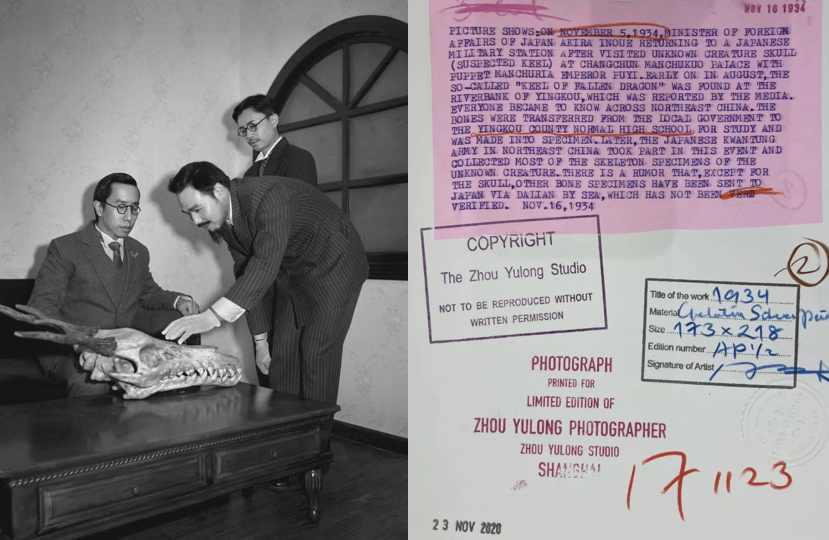 NOV 16 1934
PICTURE SHOWS:ON NOVEMBER 5,1934,MINISTER OF FOREIGN
AFFAIRS OF JAPAN AKIRA INOUE RETURNING TO A JAPANESE
MILITARY STATION AFTER VISITED UNKNOWN CREATURE SKULL
(SUSPECTED KEEL) AT CHANGCHUN MANCHUKUO PALACE WITH
PUPPET MANCHURIA EMPEROR PUYI.EARLY ON IN AUGUST,THE
SO-CALLED "KEEL OF FALLEN DRAGON" WAS FOUND AT THE
RIVERBANK OF YINGKOU,WHICH WAS REPORTED BY THE MEDIA.
EVERYONE BECAME TO KNOW ACROSS NORTHEAST CHINA.THE
BONES WERE TRANSFERRED FROM THE LOCAL GOVERNMENT TO
THE YINGKOU COUNTY NORMAL HIGH SCHOOL FOR STUDY AND
WAS MADE INTO SPECIMEN.LATER,THE JAPANESE KWANTUNG
ARMY IN NORTHEAST CHINA TOOK PART IN THIS EVENT AND
COLLECTED MOST OF THE SKELETON SPECIMENS OF THE
UNKNOWN CREATURE.THERE IS A RUMOR THAT,EXCEPT FOR
THE SKULL,OTHER BONE SPECIMENS HAVE BEEN SENT TO
JAPAN VIA DALIAN BY SEA,WHICH HAS NOT BEEN
VERIFIED. NOV.16,1934
COPYRIGHT
The Zhou Yulong Studio
NOT TO BE REPRODUCED WITHOUT
WRITTEN PERMISSION
2
Title of the work 1934
Material Gelatin Silver
Size 173×218
Edition number AP1/2
Signature of Artist
PHOTOGRAPH
PRINTED FOR
LIMITED EDITION OF
ZHOU YULONG PHOTOGRAPHER
ZHOU YULONG STUDIO
SHANGHAI
17 1123
23 NOV 2020